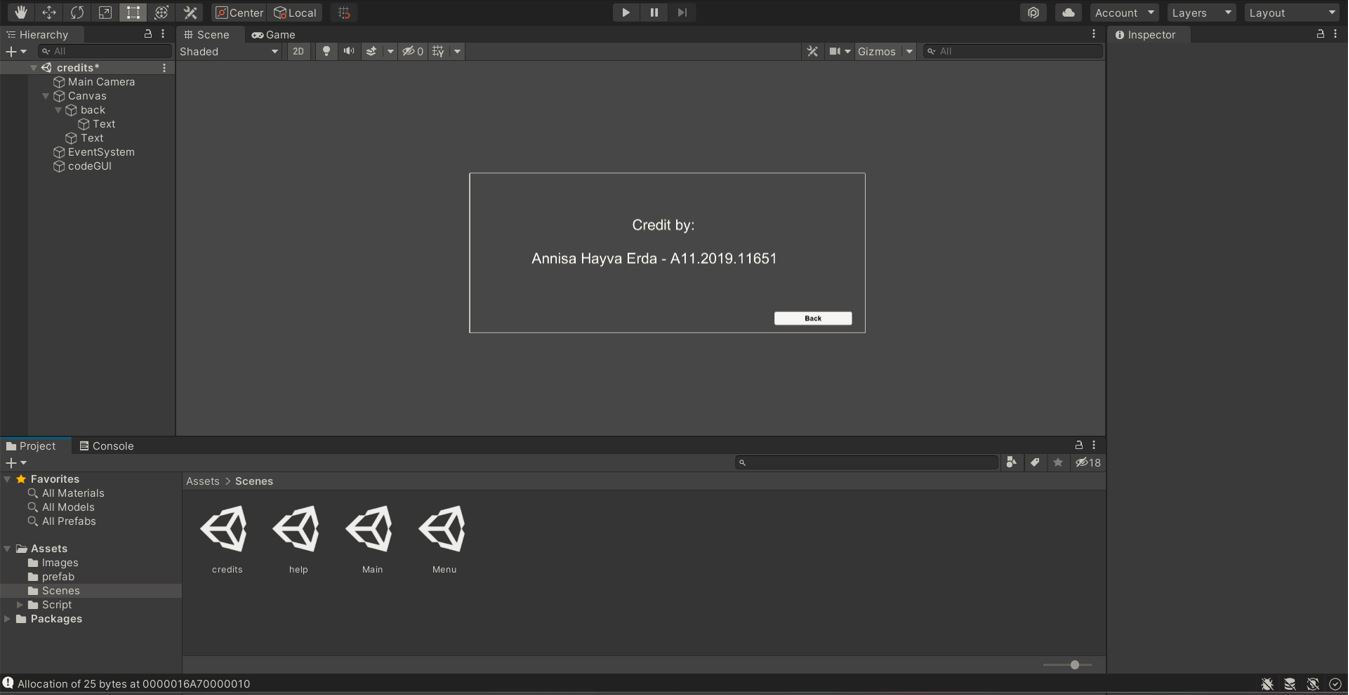 Center Local Account Layers Layout
Hierarchy Scene Game Inspector
All Shaded 2D 0 Gizmos All
credits*
Main Camera
Canvas
back
Text
Text
EventSystem
codeGUI
Credit by:
Annisa Hayva Erda - A11.2019.11651
Back
Project Console
18
Favorites
All Materials
All Models
All Prefabs
Assets
Images
prefab
Scenes
Script
Packages
Assets > Scenes
credits help Main Menu
Allocation of 25 bytes at 0000016A70000010